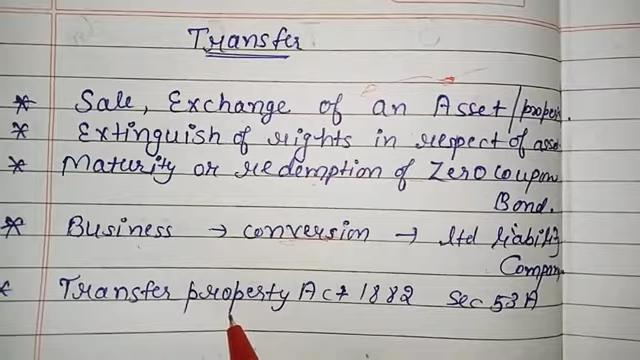 Transfer
* Sale, Exchange of an Asset/proper
* Extinguish of rights in respect of asse
* Maturity or redemption of Zero coupon
Bond.
* Business → conversion → ltd liability
Compan
* Transfer property Act 1882 Sec 53A